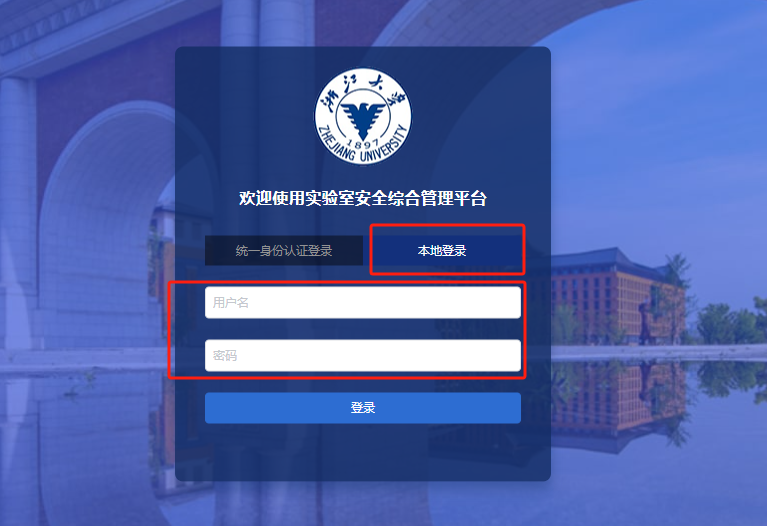 浙江大学
ZHEJIANG UNIVERSITY
1897
欢迎使用实验室安全综合管理平台
统一身份认证登录
本地登录
用户名
密码
登录